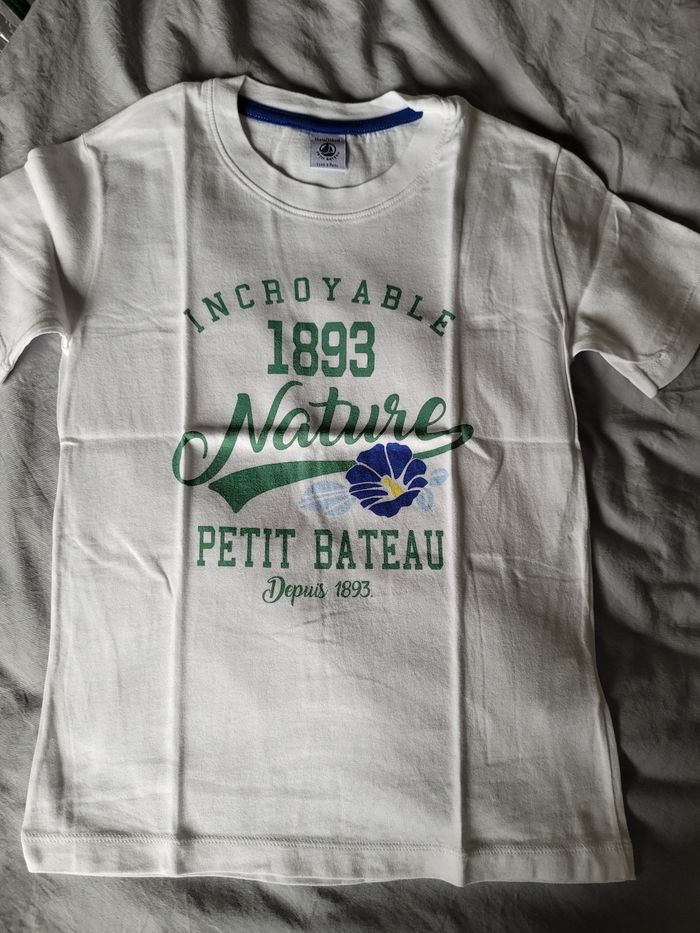 INCROYABLE
1893
Nature
PETIT BATEAU
Depuis 1893.